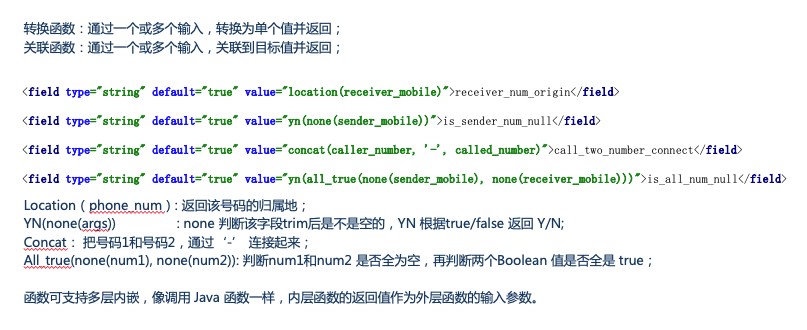 转换函数：通过一个或多个输入，转换为单个值并返回；
关联函数：通过一个或多个输入，关联到目标值并返回；
<field type="string" default="true" value="location(receiver_mobile)">receiver_num_origin</field>
<field type="string" default="true" value="yn(none(sender_mobile))">is_sender_num_null</field>
<field type="string" default="true" value="concat(caller_number, '-', called_number)">call_two_number_connect</field>
<field type="string" default="true" value="yn(all_true(none(sender_mobile), none(receiver_mobile)))">is_all_num_null</field>
Location（phone_num）: 返回该号码的归属地；
YN(none(args)) : none 判断该字段trim后是不是空的，YN 根据true/false 返回 Y/N;
Concat： 把号码1和号码2，通过‘-’ 连接起来；
All_true(none(num1), none(num2)): 判断num1和num2 是否全为空，再判断两个Boolean 值是否全是 true；
函数可支持多层内嵌，像调用 Java 函数一样，内层函数的返回值作为外层函数的输入参数。